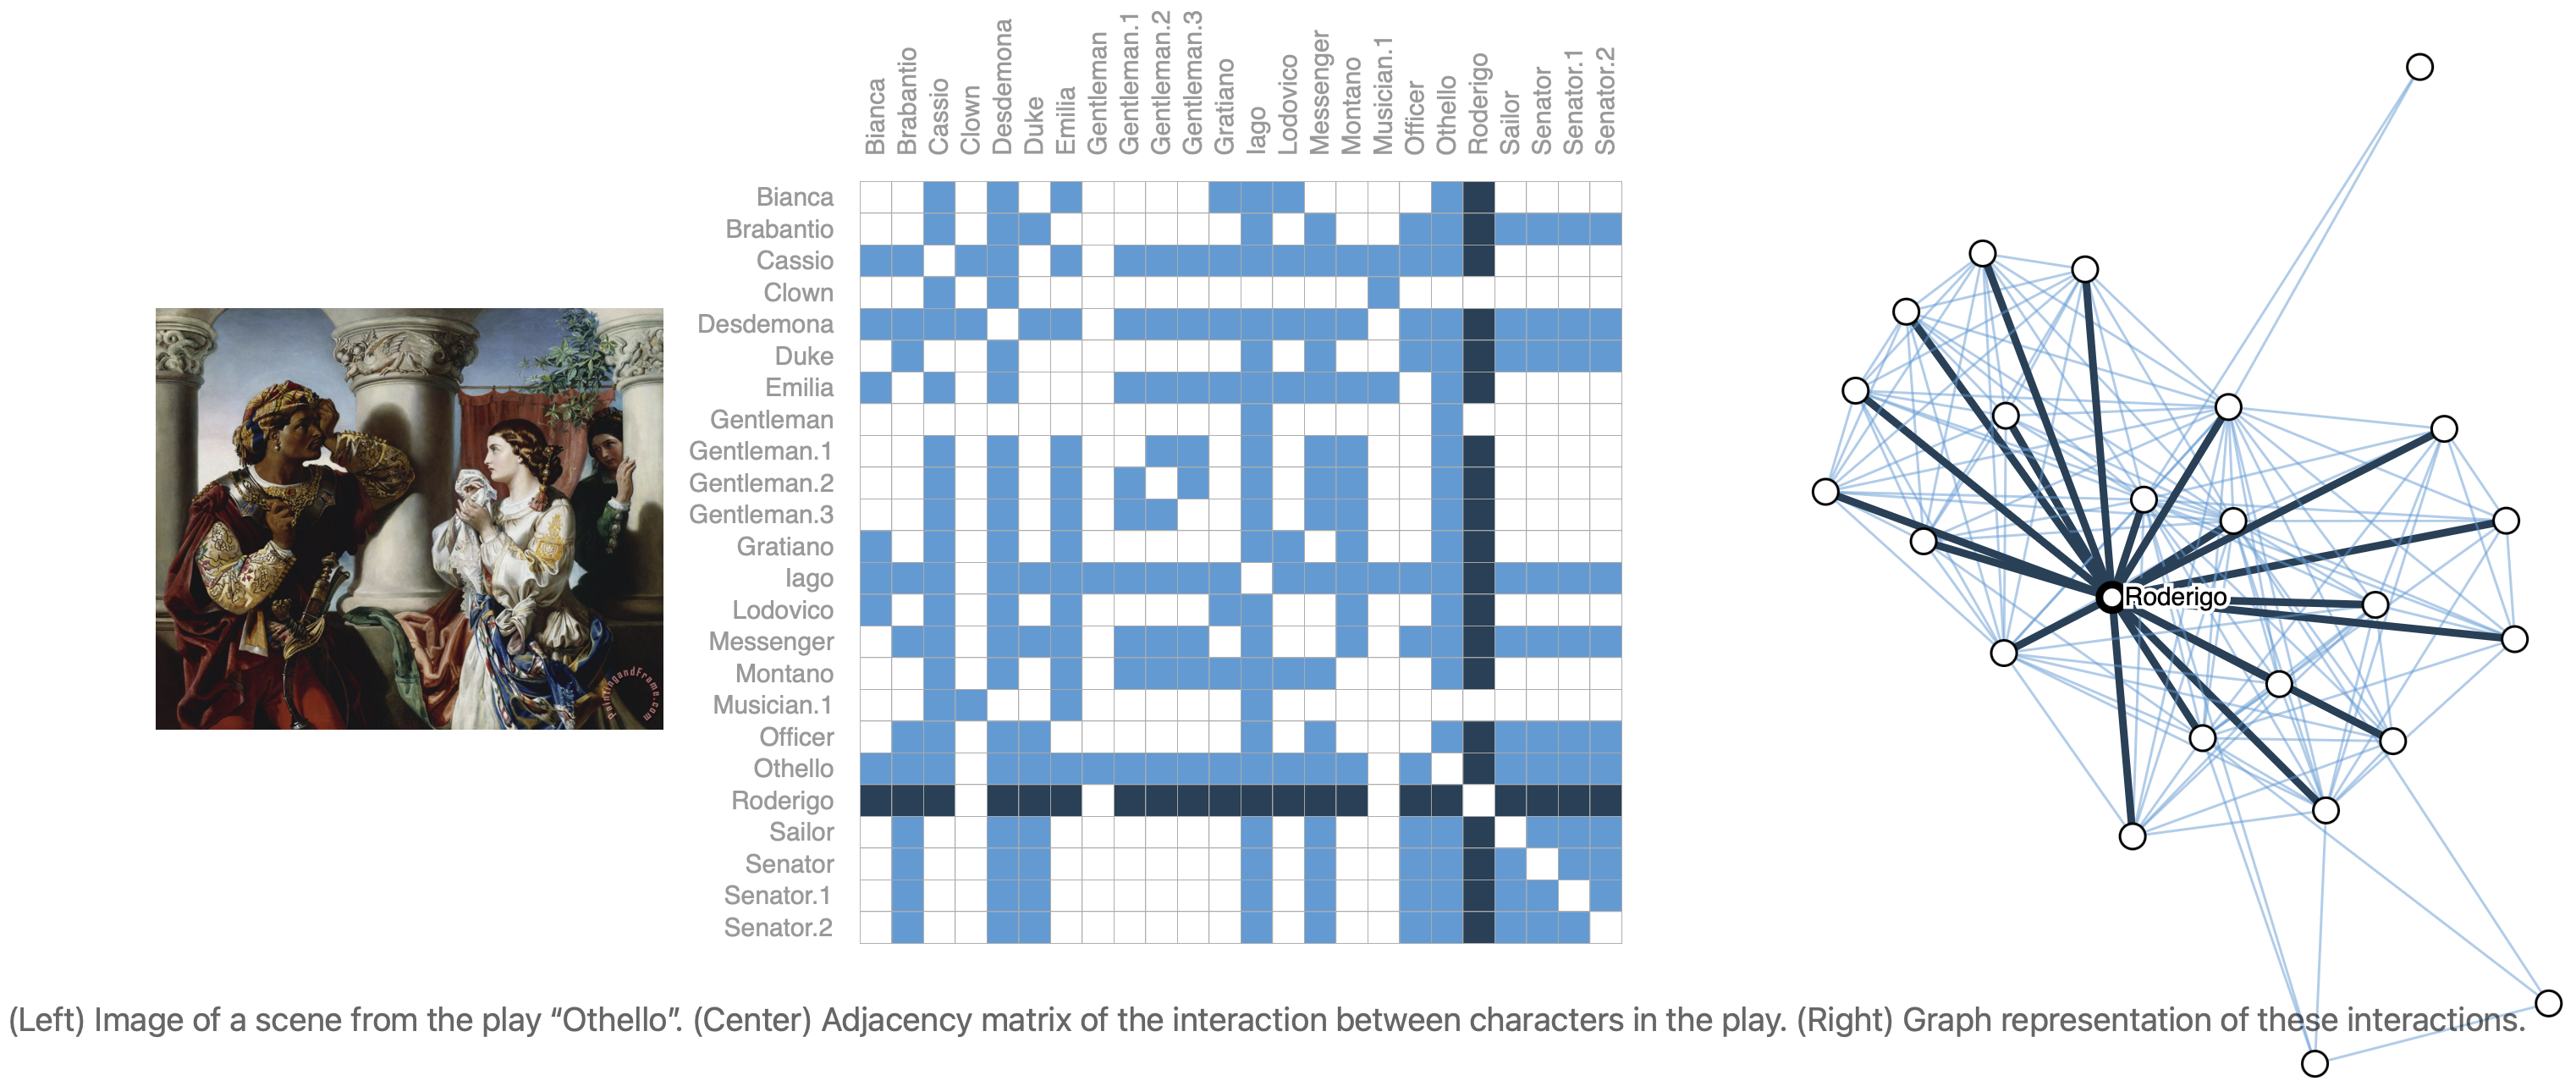 Bianca
Brabantio
Cassio
Clown
Desdemona
Duke
Emilia
Gentleman
Gentleman.1
Gentleman.2
Gentleman.3
Gratiano
Iago
Lodovico
Messenger
Montano
Musician.1
Officer
Othello
Roderigo
Sailor
Senator
Senator.1
Senator.2
Bianca
Brabantio
Cassio
Clown
Desdemona
Duke
Emilia
Gentleman
Gentleman.1
Gentleman.2
Gentleman.3
Gratiano
Iago
Lodovico
Messenger
Montano
Musician.1
Officer
Othello
Roderigo
Sailor
Senator
Senator.1
Senator.2
PaintingandFrame.com
Roderigo
(Left) Image of a scene from the play “Othello”. (Center) Adjacency matrix of the interaction between characters in the play. (Right) Graph representation of these interactions.